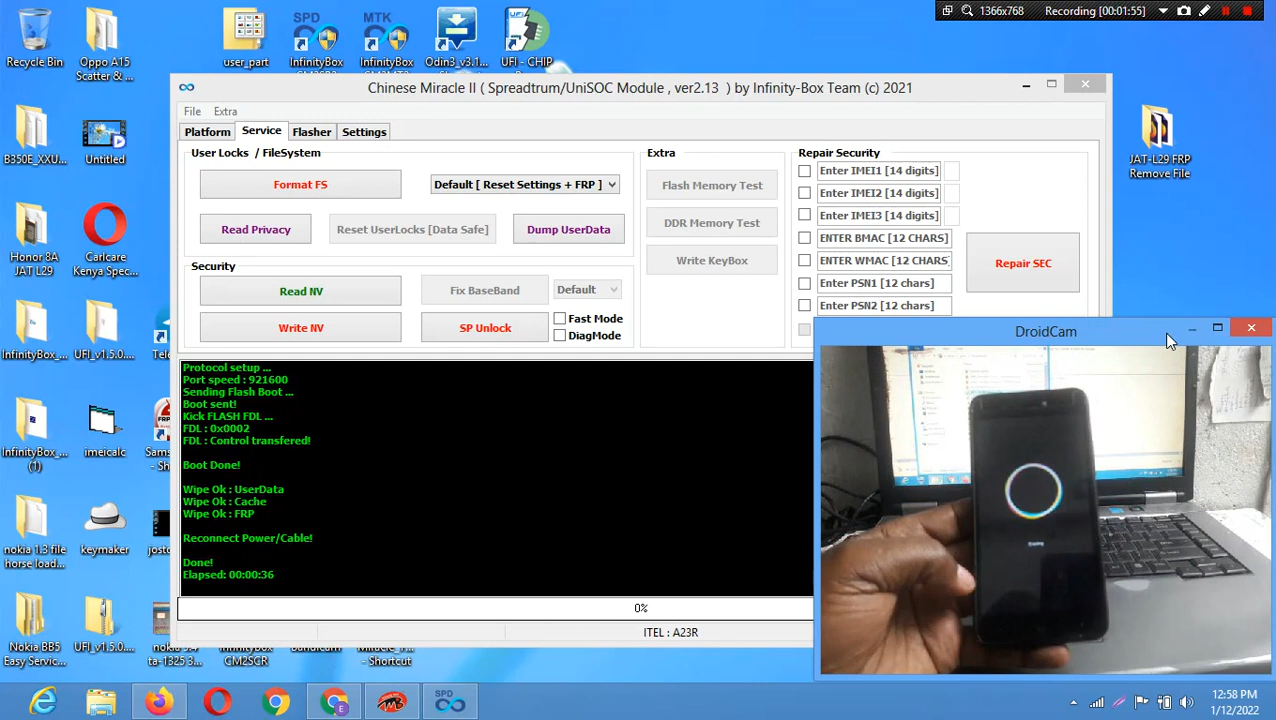 1366x768 Recording [00:01:55]
Recycle Bin
Oppo A15 Scatter & ...
user_part
SPD
InfinityBox
MTK
InfinityBox
Odin3_v3.1...
UFI - CHIP
B350E_XXU...
Untitled
Honor 8A JAT L29
Caricare Kenya Spec...
InfinityBox_...
UFI_v1.5.0....
InfinityBox_... (1)
imeicalc
nokia 1.3 file horse load...
keymaker
Nokia BB5 Easy Servic...
UFI_v1.5.0....
JAT-L29 FRP Remove File
Chinese Miracle II ( Spreadtrum/UniSOC Module , ver2.13 ) by Infinity-Box Team (c) 2021
File Extra
Platform Service Flasher Settings
User Locks / FileSystem
Format FS
Default [ Reset Settings + FRP ]
Read Privacy
Reset UserLocks [Data Safe]
Dump UserData
Security
Read NV
Fix BaseBand
Default
Write NV
SP Unlock
Fast Mode
DiagMode
Extra
Flash Memory Test
DDR Memory Test
Write KeyBox
Repair Security
Enter IMEI1 [14 digits]
Enter IMEI2 [14 digits]
Enter IMEI3 [14 digits]
ENTER BMAC [12 CHARS]
ENTER WMAC [12 CHARS]
Enter PSN1 [12 chars]
Enter PSN2 [12 chars]
Repair SEC
Protocol setup ...
Port speed : 921600
Sending Flash Boot ...
Boot sent!
Kick FLASH FDL ...
FDL : 0x0002
FDL : Control transfered!
Boot Done!
Wipe Ok : UserData
Wipe Ok : Cache
Wipe Ok : FRP
Reconnect Power/Cable!
Done!
Elapsed: 00:00:36
0%
ITEL : A23R
DroidCam
Erasing
InfinityBox CM2SGR
- Shortcut
SPD
12:58 PM
1/12/2022